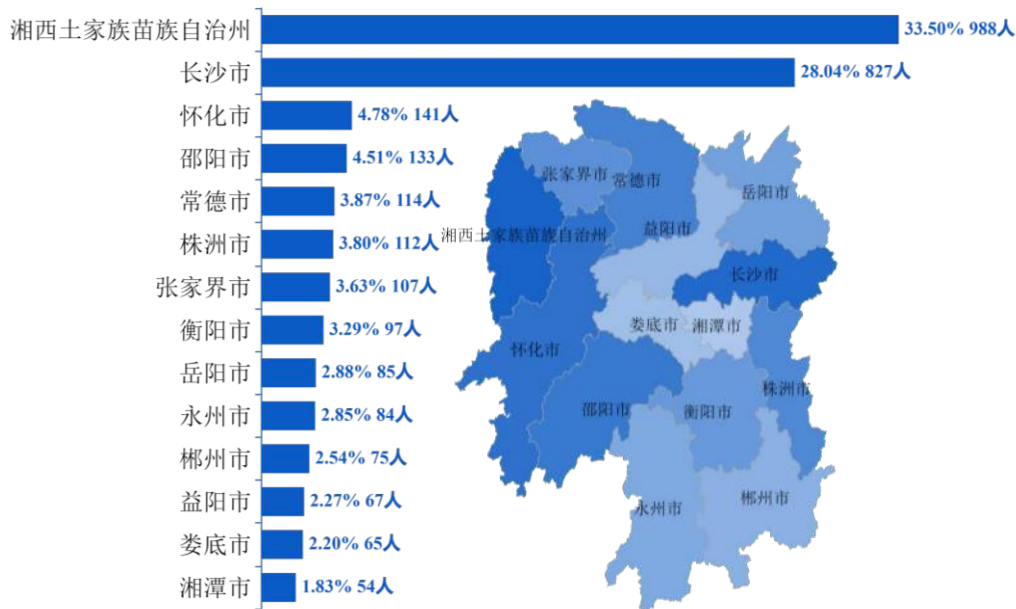 湘西土家族苗族自治州 33.50% 988人
长沙市 28.04% 827人
怀化市 4.78% 141人
邵阳市 4.51% 133人
常德市 3.87% 114人
株洲市 3.80% 112人
张家界市 3.63% 107人
衡阳市 3.29% 97人
岳阳市 2.88% 85人
永州市 2.85% 84人
郴州市 2.54% 75人
益阳市 2.27% 67人
娄底市 2.20% 65人
湘潭市 1.83% 54人
张家界市
常德市
岳阳市
益阳市
湘西土家族苗族自治州
长沙市
娄底市
湘潭市
怀化市
株洲市
邵阳市
衡阳市
郴州市
永州市